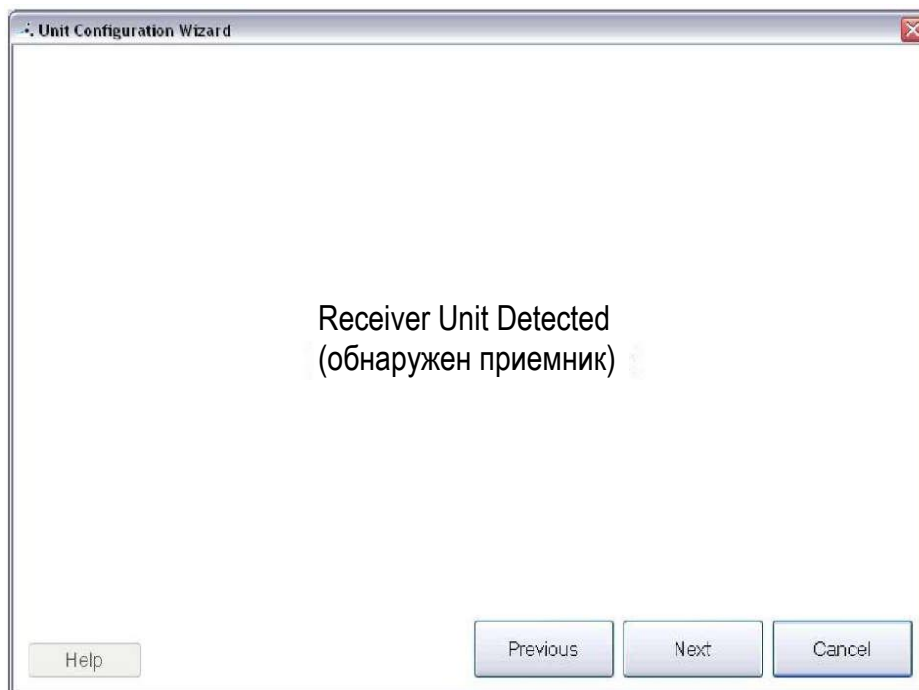 Unit Configuration Wizard
Receiver Unit Detected
(обнаружен приемник)
Help
Previous
Next
Cancel